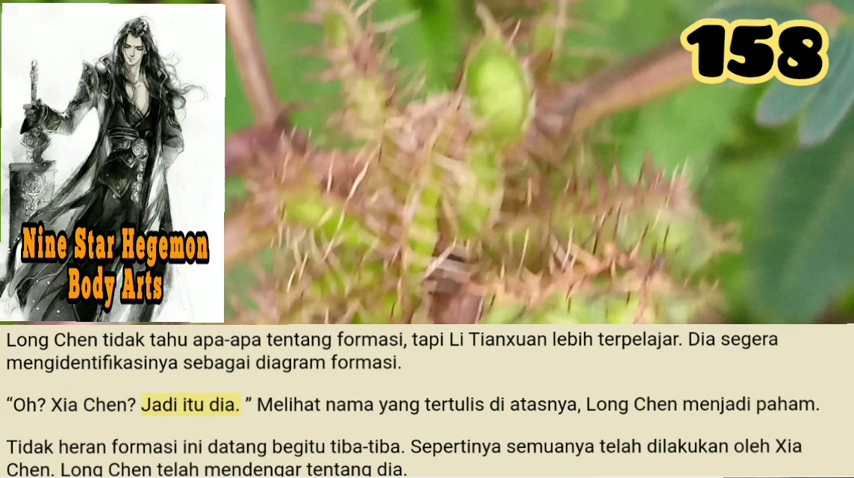 158
Nine Star Hegemon
Body Arts
Long Chen tidak tahu apa-apa tentang formasi, tapi Li Tianxuan lebih terpelajar. Dia segera
mengidentifikasinya sebagai diagram formasi.
“Oh? Xia Chen? Jadi itu dia. ” Melihat nama yang tertulis di atasnya, Long Chen menjadi paham.
Tidak heran formasi ini datang begitu tiba-tiba. Sepertinya semuanya telah dilakukan oleh Xia
Chen. Long Chen telah mendengar tentang dia.